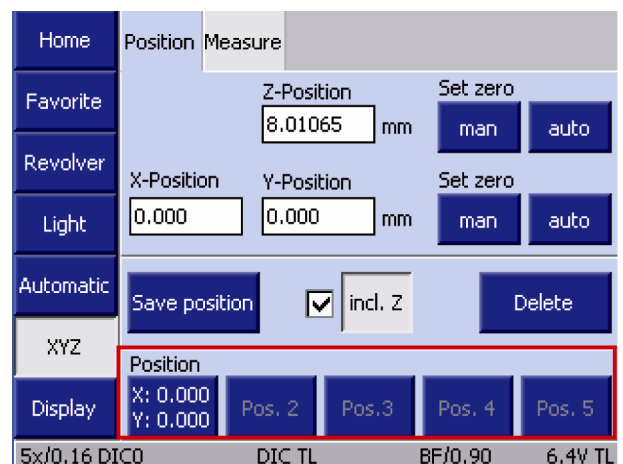 Home
Favorite
Revolver
Light
Automatic
XYZ
Display
Position Measure
Z-Position
Set zero
8.01065 mm
man auto
X-Position Y-Position
Set zero
0.000 0.000 mm
man auto
Save position incl. Z Delete
Position
X: 0.000
Y: 0.000
Pos. 2 Pos.3 Pos. 4 Pos. 5
5x/0.16 DIC0 DIC TL BF/0.90 6.4V TL